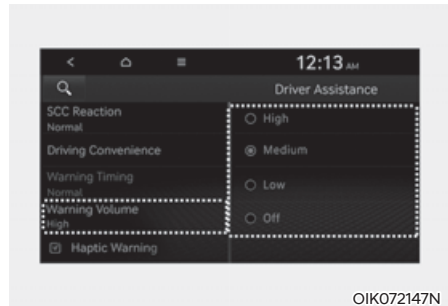 12:13 AM
Driver Assistance
SCC Reaction
Normal
Driving Convenience
Warning Timing
Normal
Warning Volume
High
Haptic Warning
High
Medium
Low
Off
OIK072147N